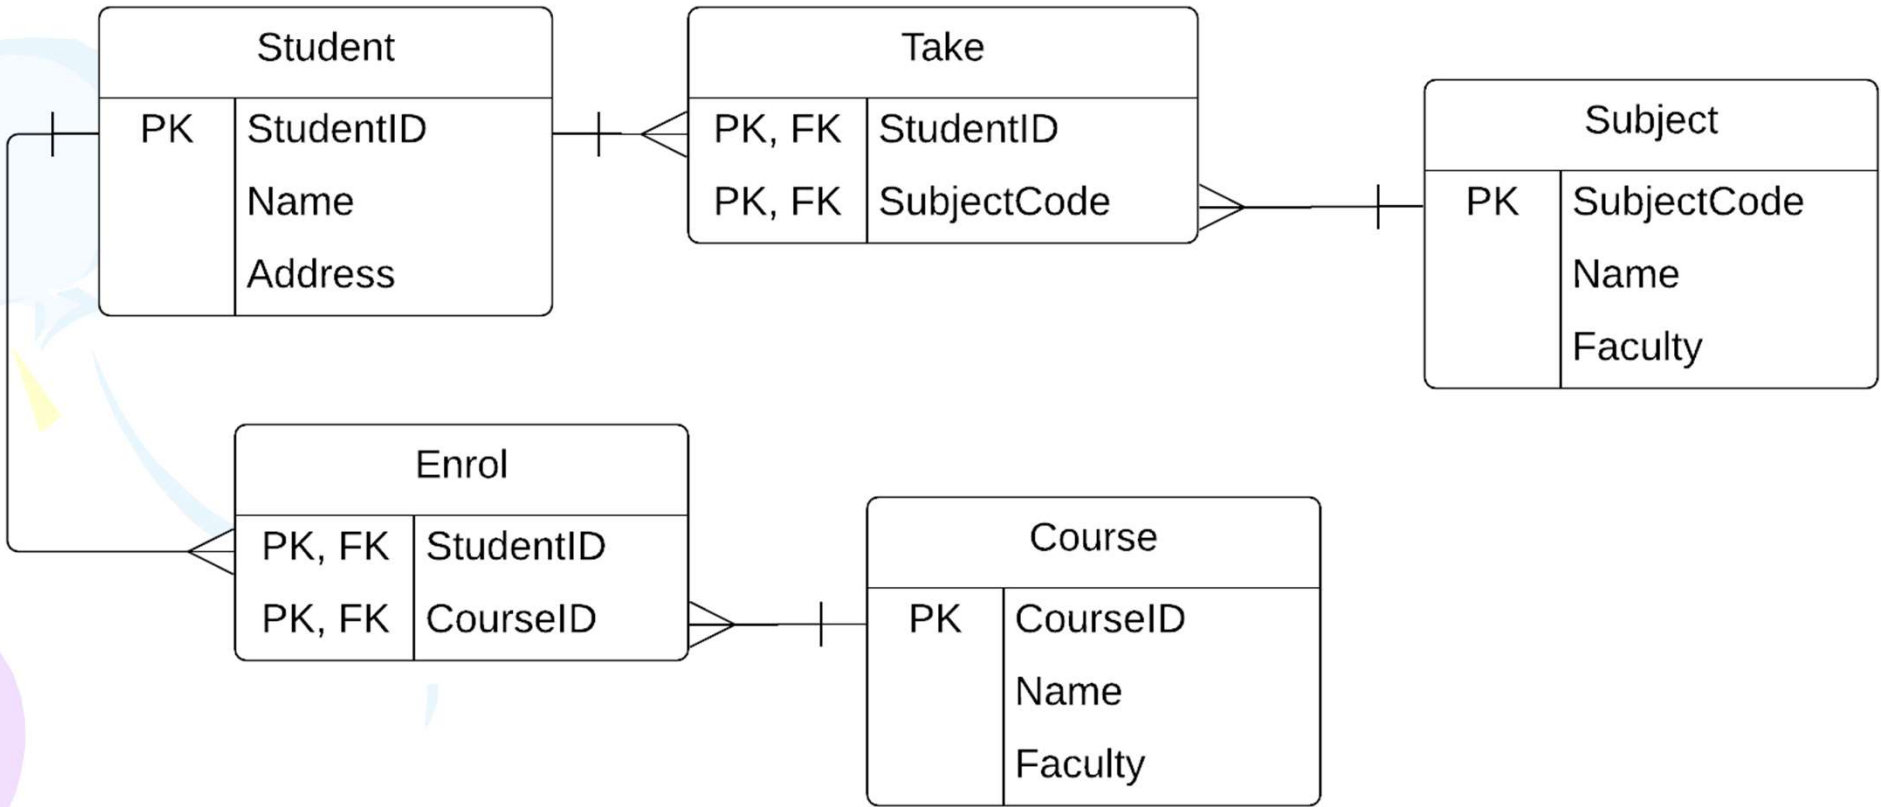 Student
PK StudentID
Name
Address
Take
PK, FK StudentID
PK, FK SubjectCode
Subject
PK SubjectCode
Name
Faculty
Enrol
PK, FK StudentID
PK, FK CourseID
Course
PK CourseID
Name
Faculty